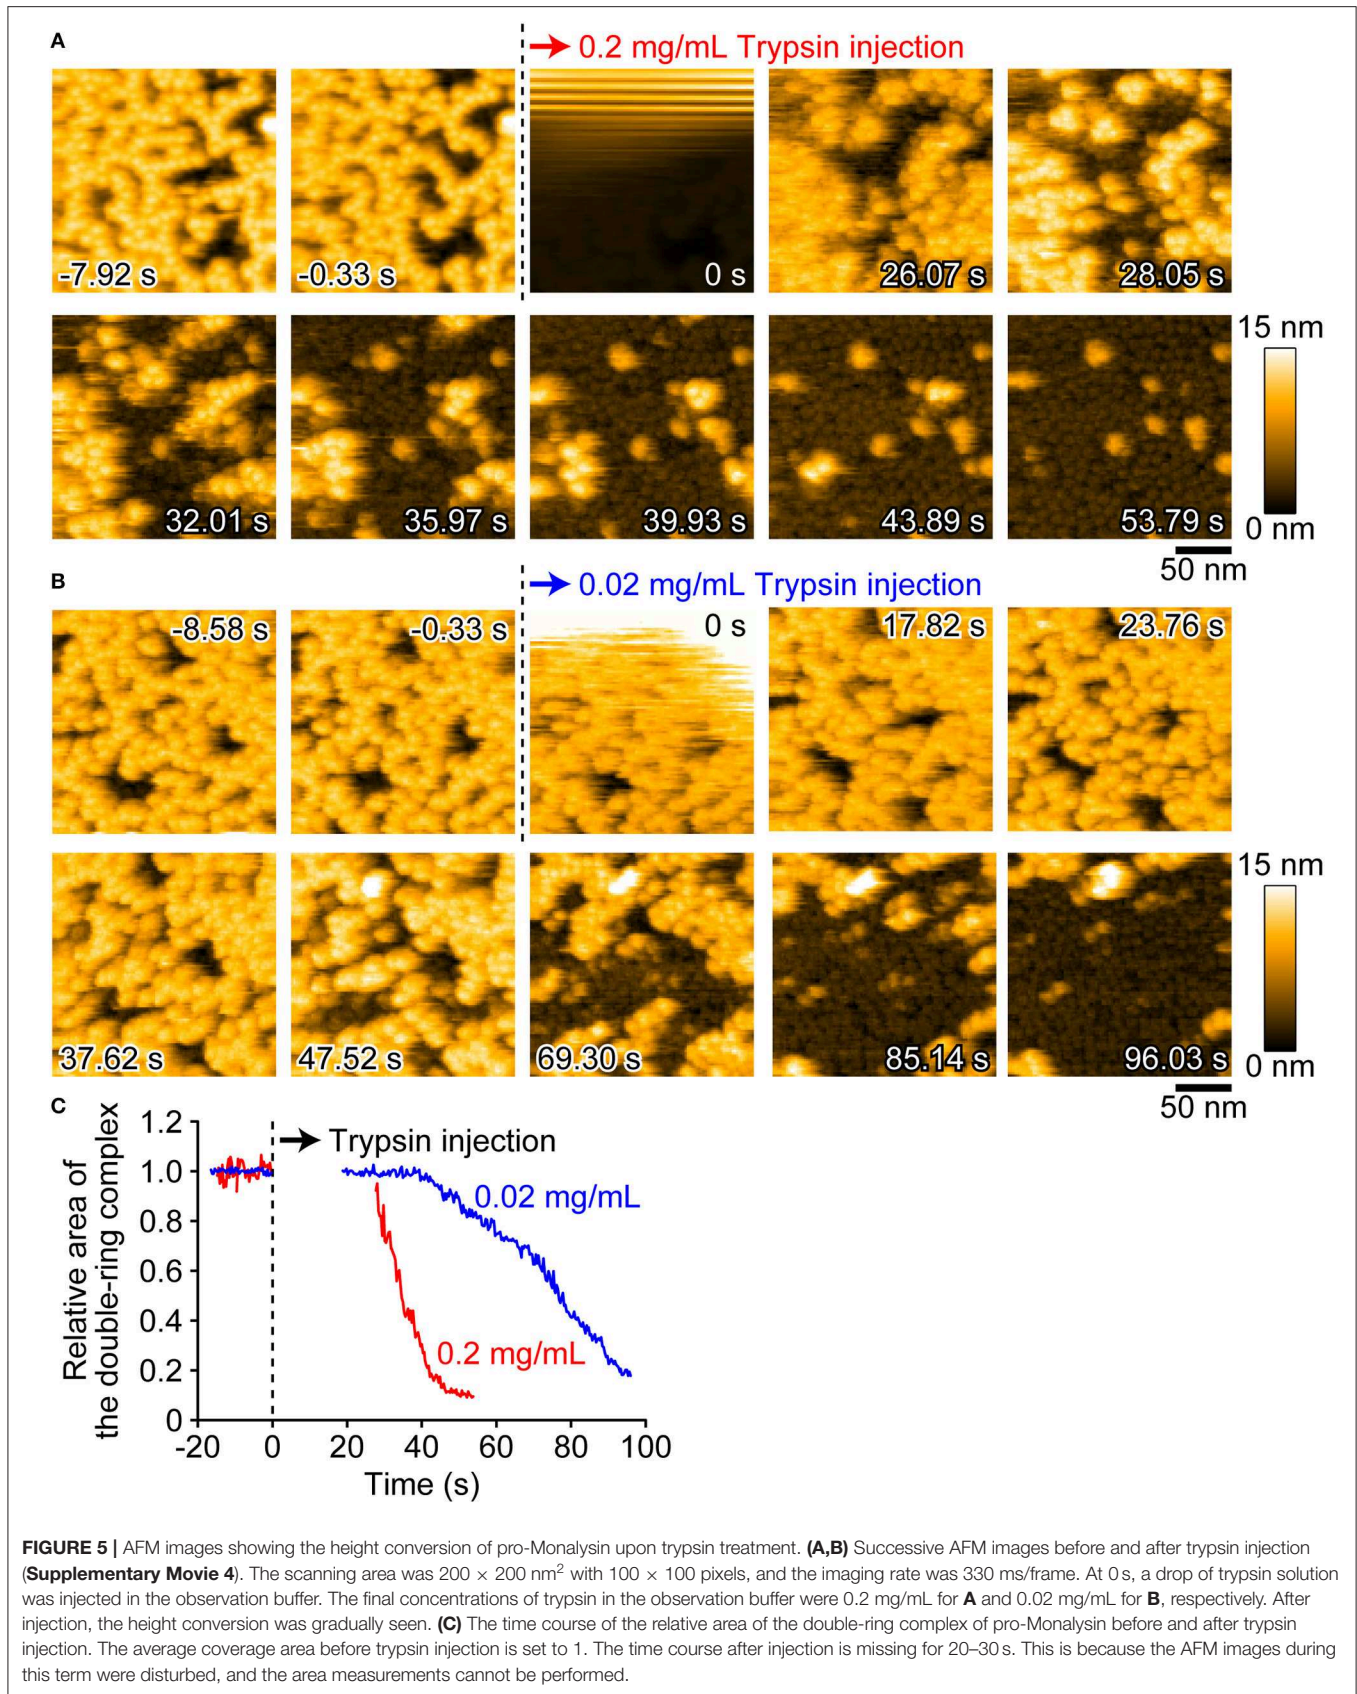 A
0.2 mg/mL Trypsin injection
-7.92 s
-0.33 s
0 s
26.07 s
28.05 s
32.01 s
35.97 s
39.93 s
43.89 s
53.79 s
15 nm
0 nm
50 nm
B
0.02 mg/mL Trypsin injection
-8.58 s
-0.33 s
0 s
17.82 s
23.76 s
37.62 s
47.52 s
69.30 s
85.14 s
96.03 s
15 nm
0 nm
50 nm
C
Relative area of
the double-ring complex
1.2
1.0
0.8
0.6
0.4
0.2
0
Trypsin injection
0.02 mg/mL
0.2 mg/mL
-20
0
20
40
60
80
100
Time (s)
FIGURE 5 | AFM images showing the height conversion of pro-Monalysin upon trypsin treatment. (A,B) Successive AFM images before and after trypsin injection
(Supplementary Movie 4). The scanning area was 200 × 200 nm² with 100 × 100 pixels, and the imaging rate was 330 ms/frame. At 0 s, a drop of trypsin solution
was injected in the observation buffer. The final concentrations of trypsin in the observation buffer were 0.2 mg/mL for A and 0.02 mg/mL for B, respectively. After
injection, the height conversion was gradually seen. (C) The time course of the relative area of the double-ring complex of pro-Monalysin before and after trypsin
injection. The average coverage area before trypsin injection is set to 1. The time course after injection is missing for 20–30 s. This is because the AFM images during
this term were disturbed, and the area measurements cannot be performed.